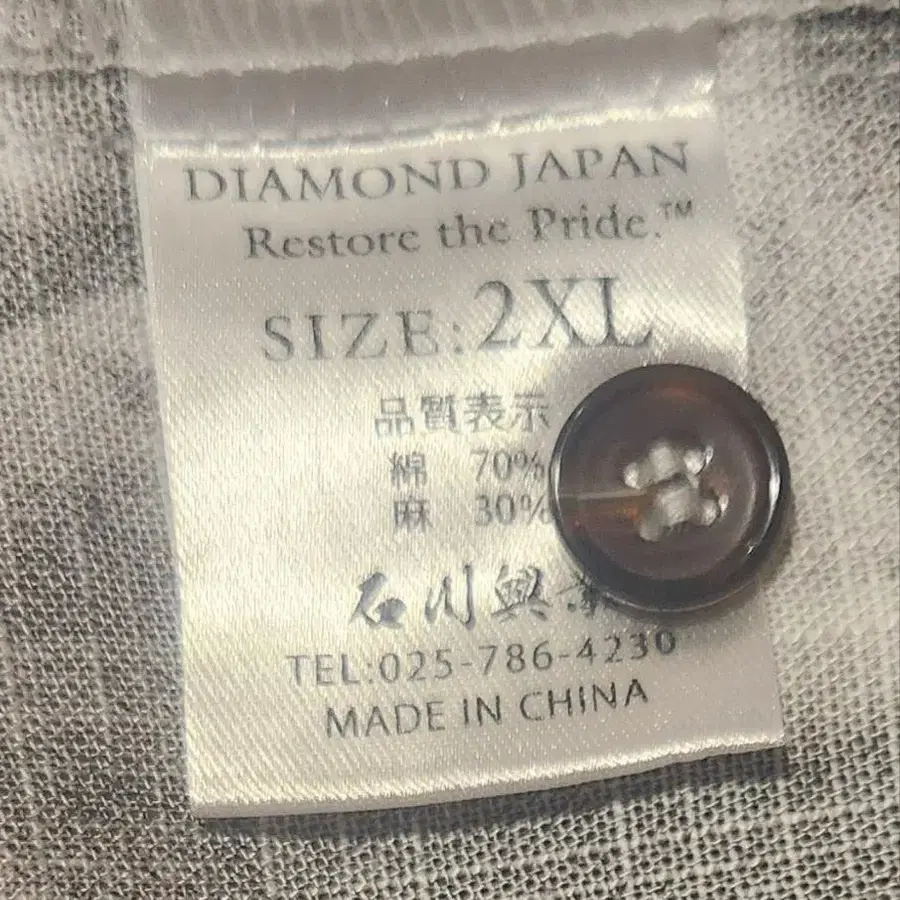 DIAMOND JAPAN
Restore the Pride.™
SIZE:2XL
品質表示
綿 70%
麻 30%
石川興
TEL:025-786-4230
MADE IN CHINA